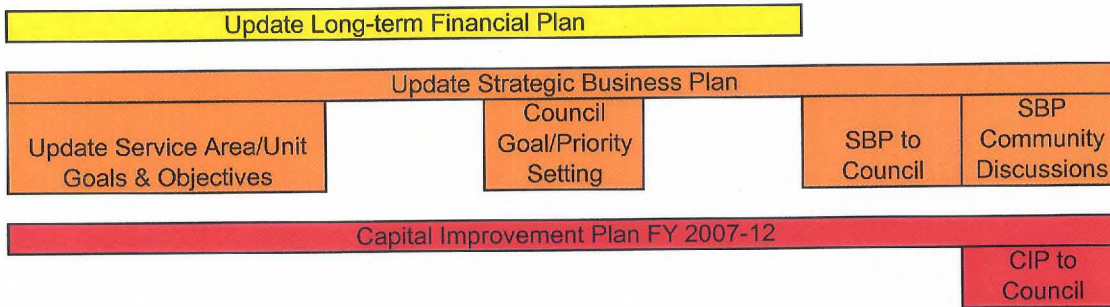 Update Long-term Financial Plan
Update Strategic Business Plan
Update Service Area/Unit
Goals & Objectives
Council
Goal/Priority
Setting
SBP to
Council
SBP
Community
Discussions
Capital Improvement Plan FY 2007-12
CIP to
Council